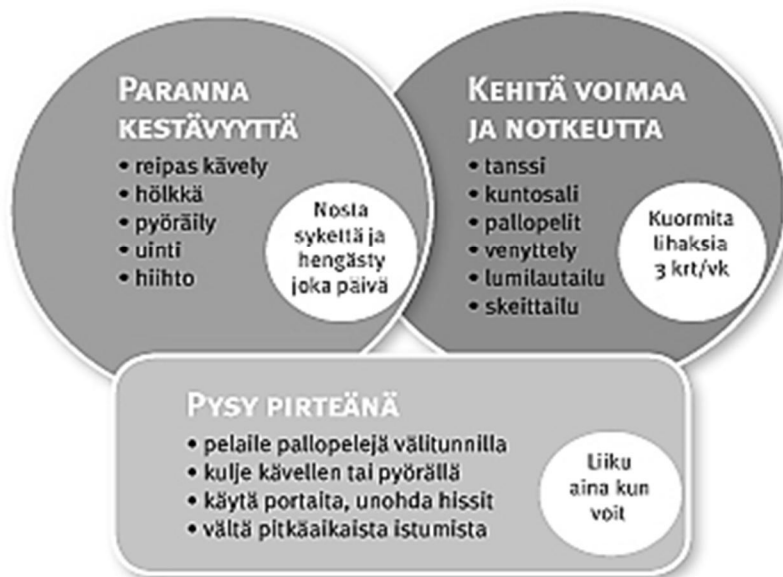 PARANNA
KESTÄVYYTTÄ
• reipas kävely
• hölkkä
• pyöräily
• uinti
• hiihto
Nosta
sykettä ja
hengästy
joka päivä
KEHITÄ VOIMAA
JA NOTKEUTTA
• tanssi
• kuntosali
• pallopelit
• venyttely
• lumilautailu
• skeittailu
Kuormita
lihaksia
3 krt/vk
PYSY PIRTEÄNÄ
• pelaile pallopelejä välitunnilla
• kulje kävellen tai pyörällä
• käytä portaita, unohda hissit
• vältä pitkäaikaista istumista
Liiku
aina kun
voit